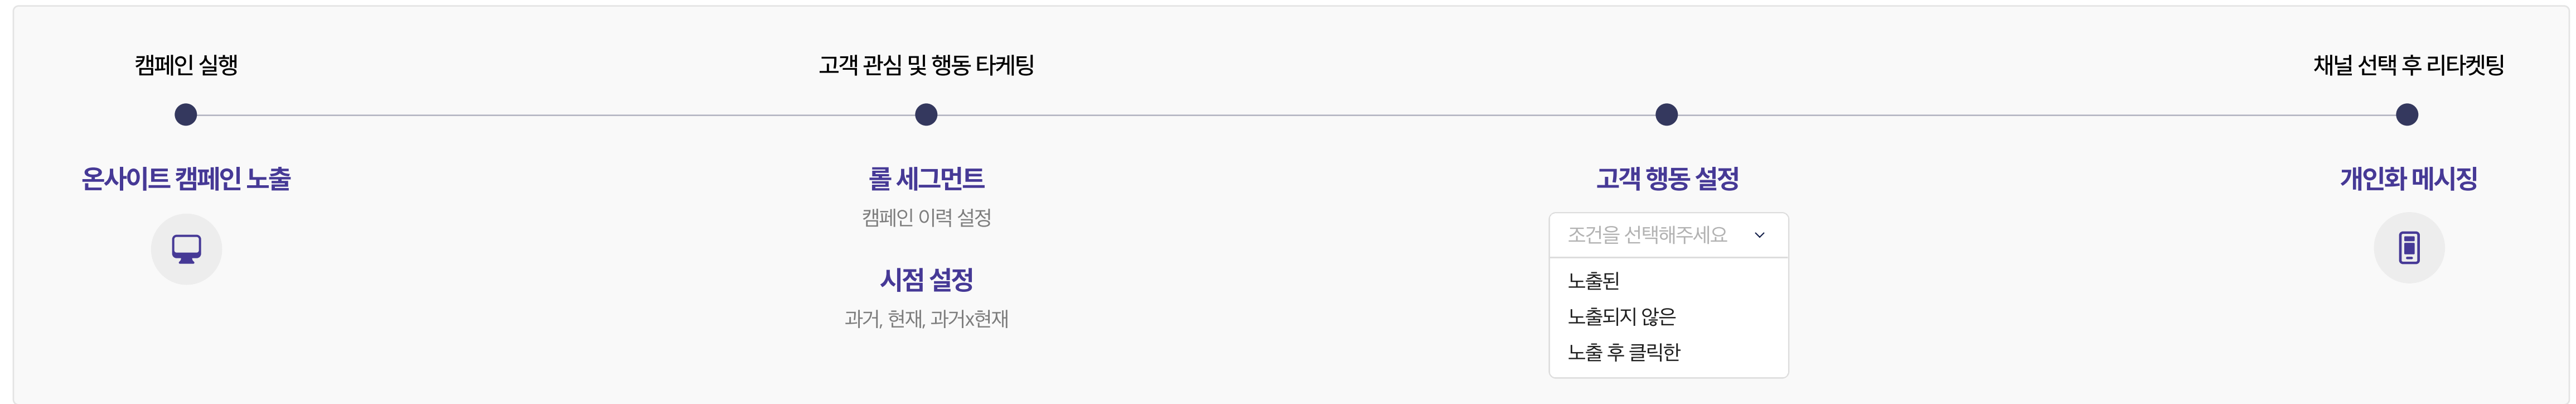 캠페인 실행
고객 관심 및 행동 타케팅
채널 선택 후 리타켓팅
온사이트 캠페인 노출
롤 세그먼트
캠페인 이력 설정
시점 설정
과거, 현재, 과거x현재
고객 행동 설정
조건을 선택해주세요
노출된
노출되지 않은
노출 후 클릭한
개인화 메시징